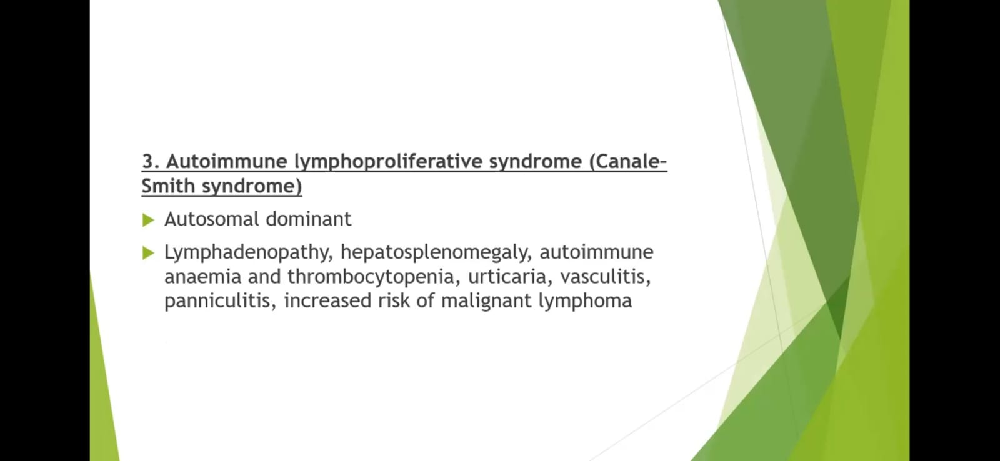 3. Autoimmune lymphoproliferative syndrome (Canale-
Smith syndrome)
Autosomal dominant
Lymphadenopathy, hepatosplenomegaly, autoimmune
anaemia and thrombocytopenia, urticaria, vasculitis,
panniculitis, increased risk of malignant lymphoma